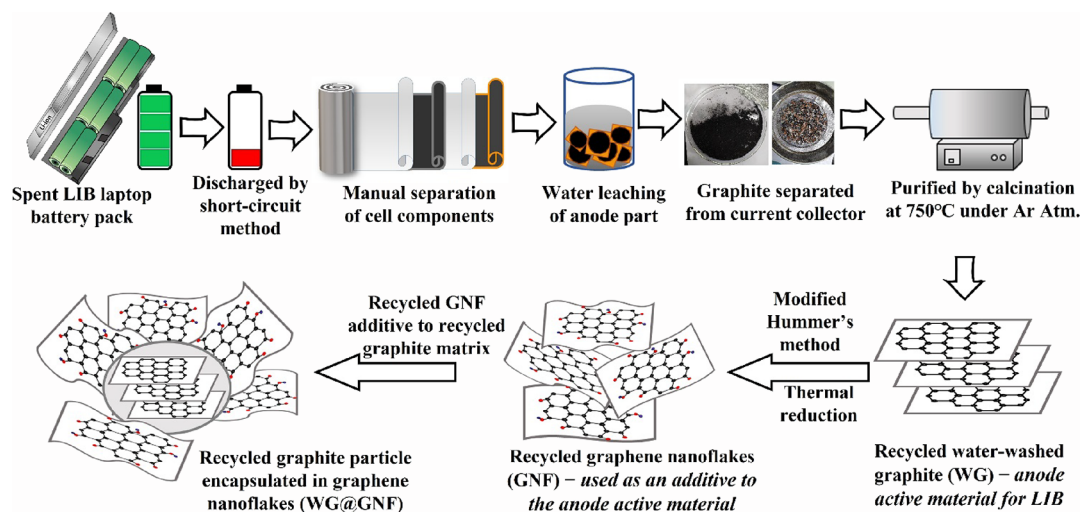 Li-ion
Spent LIB laptop
battery pack
Discharged by
short-circuit
method
Manual separation
of cell components
Water leaching
of anode part
Graphite separated
from current collector
Purified by calcination
at 750°C under Ar Atm.
Recycled GNF
additive to recycled
graphite matrix
Modified
Hummer’s
method
Thermal
reduction
Recycled graphite particle
encapsulated in graphene
nanoflakes (WG@GNF)
Recycled graphene nanoflakes
(GNF) − used as an additive to
the anode active material
Recycled water-washed
graphite (WG) − anode
active material for LIB